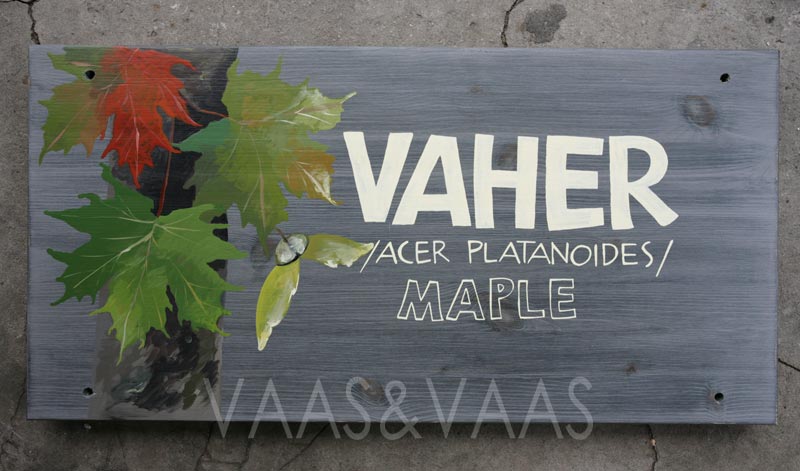 VAHER
/ACER PLATANOIDES/
MAPLE
VAAS&VAAS